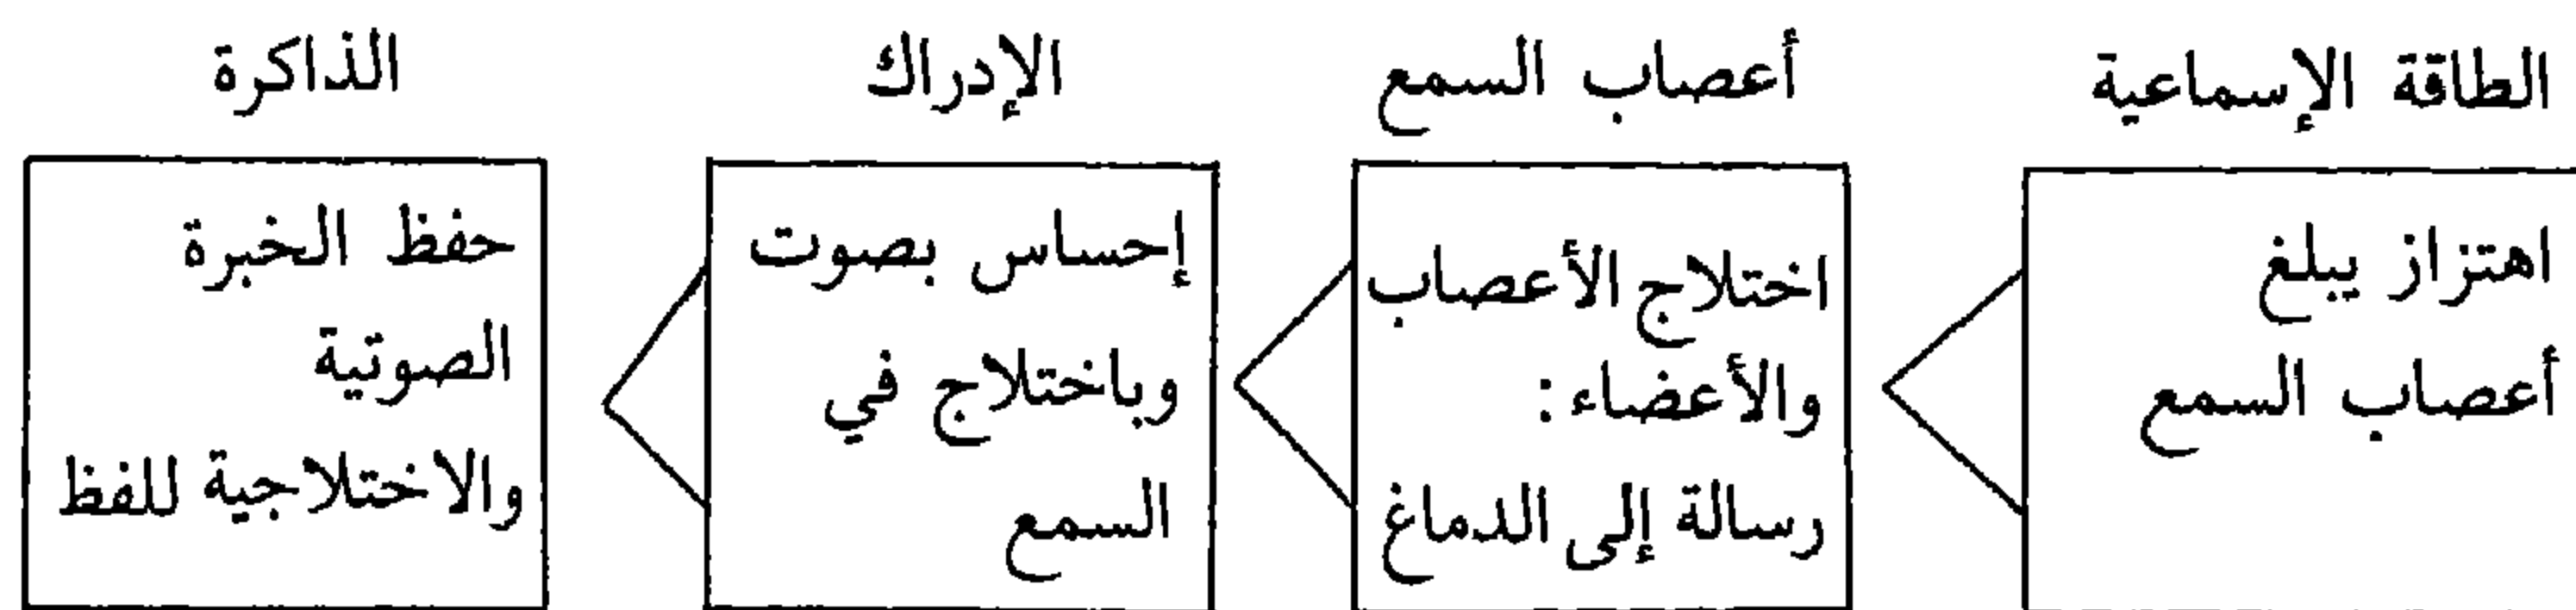 الطاقة الإسماعية
اهتزاز يبلغ
أعصاب السمع
أعصاب السمع
اختلاج الأعصاب
والأعضاء:
رسالة إلى الدماغ
الإدراك
إحساس بصوت
وباختلاج في
السمع
الذاكرة
حفظ الخبرة
الصوتية
والاختلاجية للفظ